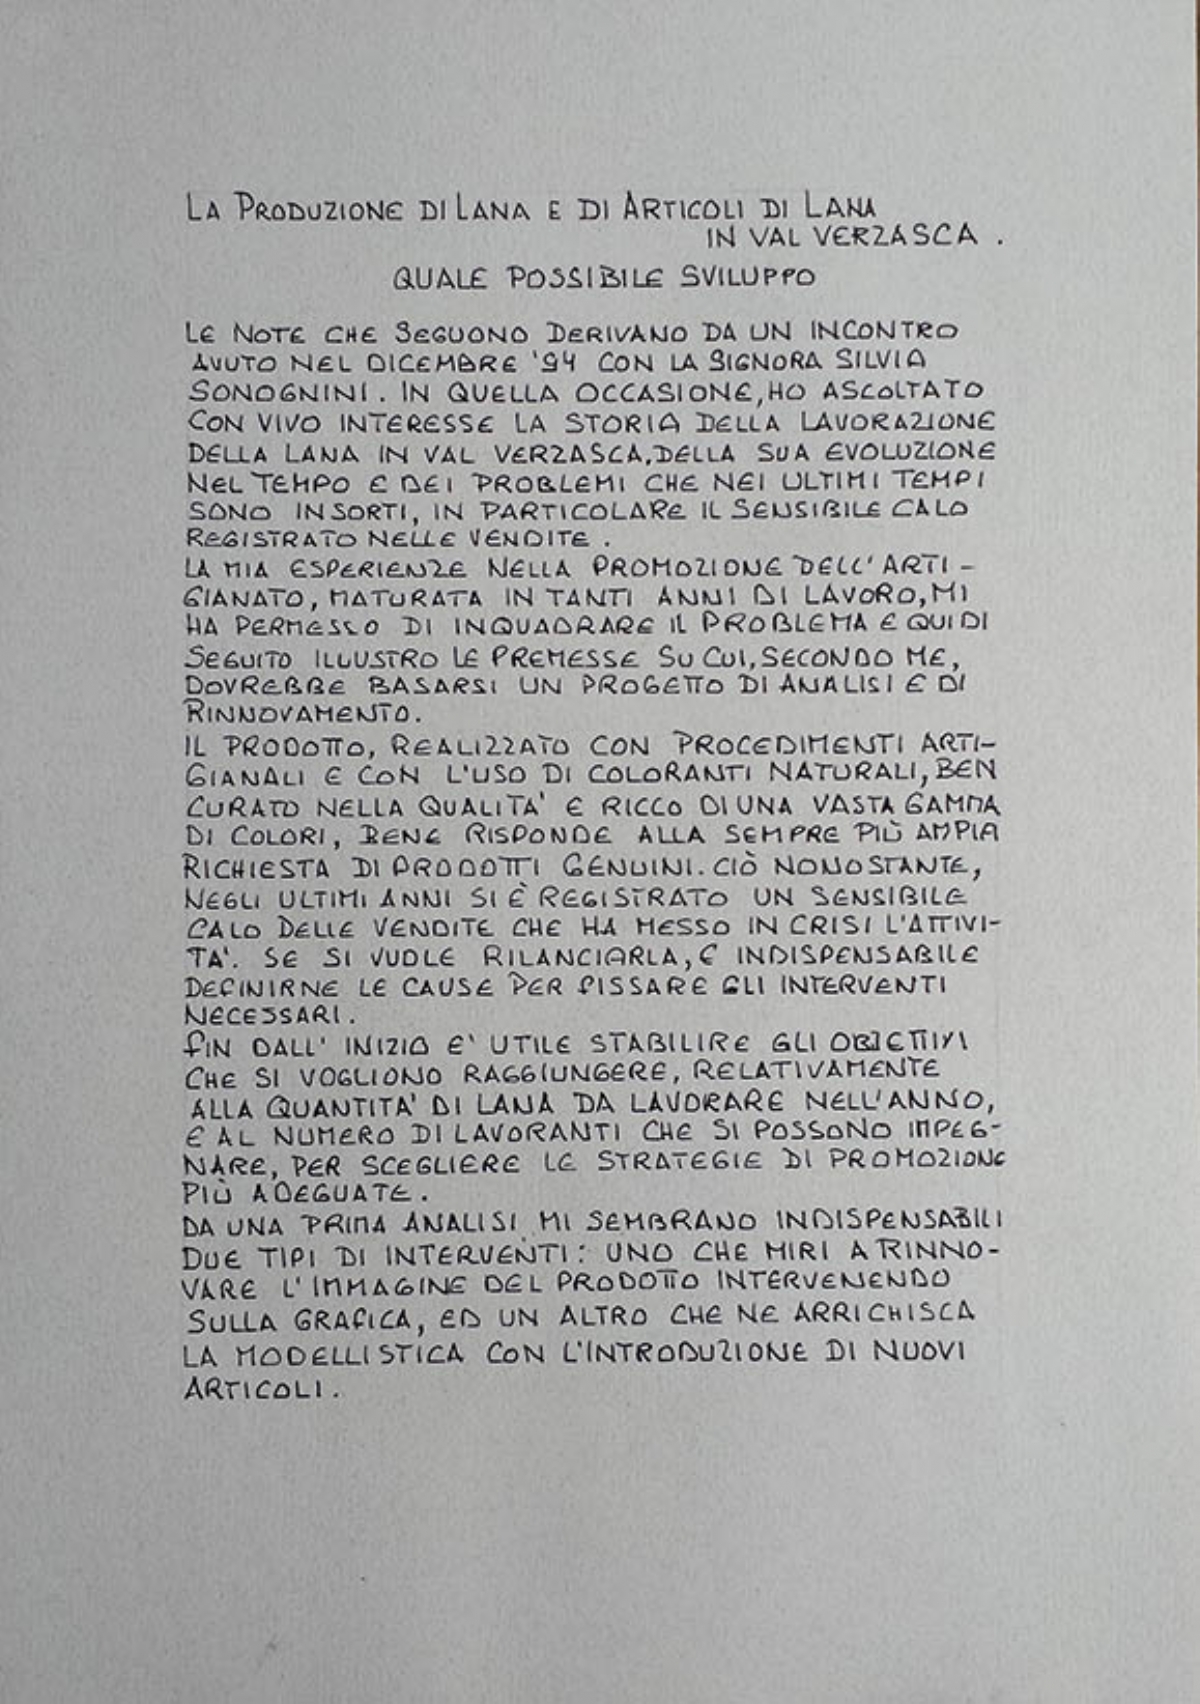 LA PRODUZIONE DI LANA E DI ARTICOLI DI LANA
IN VAL VERZASCA.
QUALE POSSIBILE SVILUPPO
LE NOTE CHE SEGUONO DERIVANO DA UN INCONTRO
AVUTO NEL DICEMBRE '94 CON LA SIGNORA SILVIA
SONOGNINI. IN QUELLA OCCASIONE, HO ASCOLTATO
CON VIVO INTERESSE LA STORIA DELLA LAVORAZIONE
DELLA LANA IN VAL VERZASCA, DELLA SUA EVOLUZIONE
NEL TEMPO E DEI PROBLEMI CHE NEI ULTIMI TEMPI
SONO INSORTI, IN PARTICOLARE IL SENSIBILE CALO
REGISTRATO NELLE VENDITE.
LA MIA ESPERIENZE NELLA PROMOZIONE DELL'ARTI-
GIANATO, MATURATA IN TANTI ANNI DI LAVORO, MI
HA PERMESSO DI INQUADRARE IL PROBLEMA E QUI DI
SEGUITO ILLUSTRO LE PREMESSE SU CUI, SECONDO ME,
DOVREBBE BASARSI UN PROGETTO DI ANALISI E DI
RINNOVAMENTO.
IL PRODOTTO, REALIZZATO CON PROCEDIMENTI ARTI-
GIANALI E CON L'USO DI COLORANTI NATURALI, BEN
CURATO NELLA QUALITA' E RICCO DI UNA VASTA GAMMA
DI COLORI, BENE RISPONDE ALLA SEMPRE PIÙ AMPIA
RICHIESTA DI PRODOTTI GENUINI. CIÒ NONOSTANTE,
NEGLI ULTIMI ANNI SI È REGISTRATO UN SENSIBILE
CALO DELLE VENDITE CHE HA MESSO IN CRISI L'ATTIVI-
TA'. SE SI VUOLE RILANCIARLA, E INDISPENSABILE
DEFINIRNE LE CAUSE PER FISSARE GLI INTERVENTI
NECESSARI.
FIN DALL' INIZIO E' UTILE STABILIRE GLI OBIETTIVI
CHE SI VOGLIONO RAGGIUNGERE, RELATIVAMENTE
ALLA QUANTITA' DI LANA DA LAVORARE NELL'ANNO,
E AL NUMERO DI LAVORANTI CHE SI POSSONO IMPEG-
NARE, PER SCEGLIERE LE STRATEGIE DI PROMOZIONE
PIÙ ADEGUATE.
DA UNA PRIMA ANALISI MI SEMBRANO INDISPENSABILI
DUE TIPI DI INTERVENTI: UNO CHE MIRI A RINNO-
VARE L'IMMAGINE DEL PRODOTTO INTERVENENDO
SULLA GRAFICA, ED UN ALTRO CHE NE ARRICHISCA
LA MODELLISTICA CON L'INTRODUZIONE DI NUOVI
ARTICOLI.